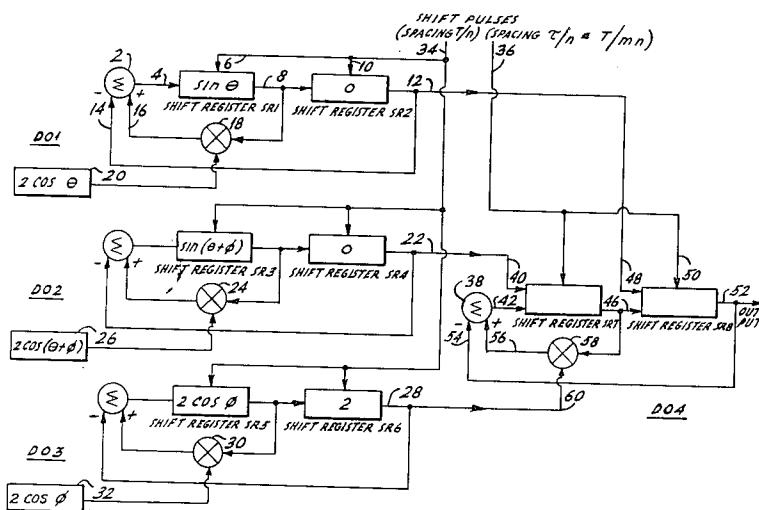 SHIFT PULSES
(SPACING T/n) (SPACING τ/n = T/mn)
34 36
2 4 6 8 10 12
Σ sin θ 0
- +
14 16 SHIFT REGISTER SR1 SHIFT REGISTER SR2
18
DO1
2 COS θ 20
Σ sin(θ+ϕ) 0 22
- +
SHIFT REGISTER SR3 SHIFT REGISTER SR4
40 48 50
24
DO2
38 42 46 52
Σ OUT
PUT
- +
SHIFT REGISTER SR7 SHIFT REGISTER SR8
2 cos(θ+ϕ) 26
54 56 58
Σ 2 cos ϕ 2 28
60
- +
SHIFT REGISTER SR5 SHIFT REGISTER SR6
DO4
30
DO3
2 COS ϕ 32